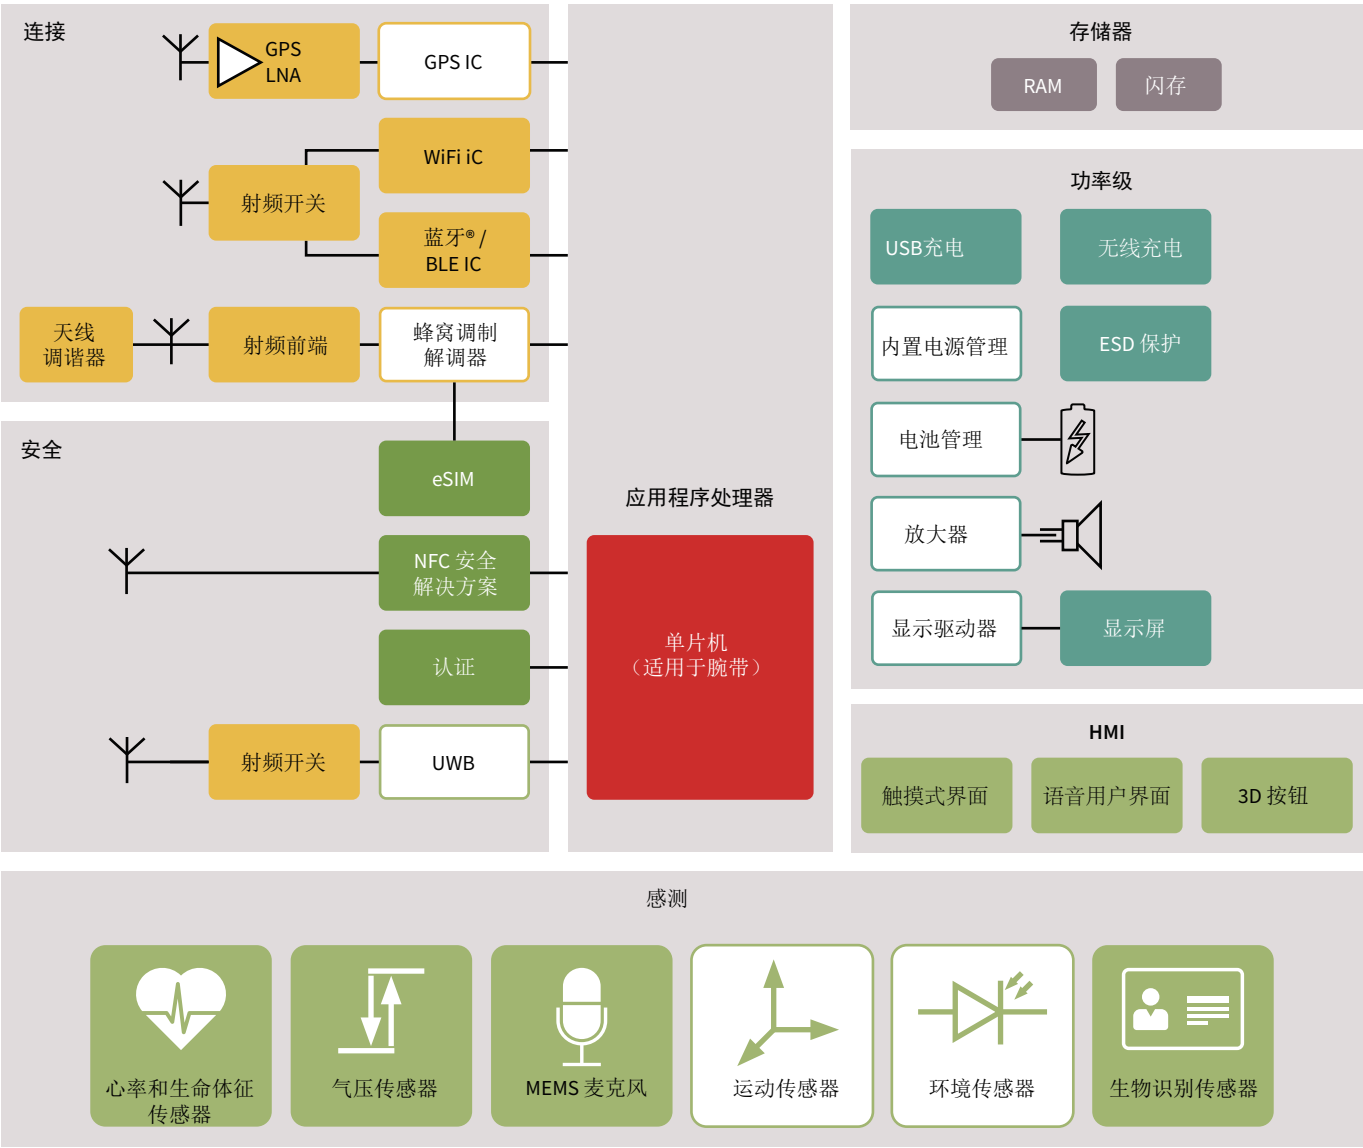 连接
GPS
LNA
GPS IC
WiFi iC
射频开关
蓝牙® /
BLE IC
天线
调谐器
射频前端
蜂窝调制
解调器
安全
eSIM
NFC 安全
解决方案
认证
射频开关
UWB
应用程序处理器
单片机
（适用于腕带）
存储器
RAM
闪存
功率级
USB充电
无线充电
内置电源管理
ESD 保护
电池管理
放大器
显示驱动器
显示屏
HMI
触摸式界面
语音用户界面
3D 按钮
感测
心率和生命体征
传感器
气压传感器
MEMS 麦克风
运动传感器
环境传感器
生物识别传感器